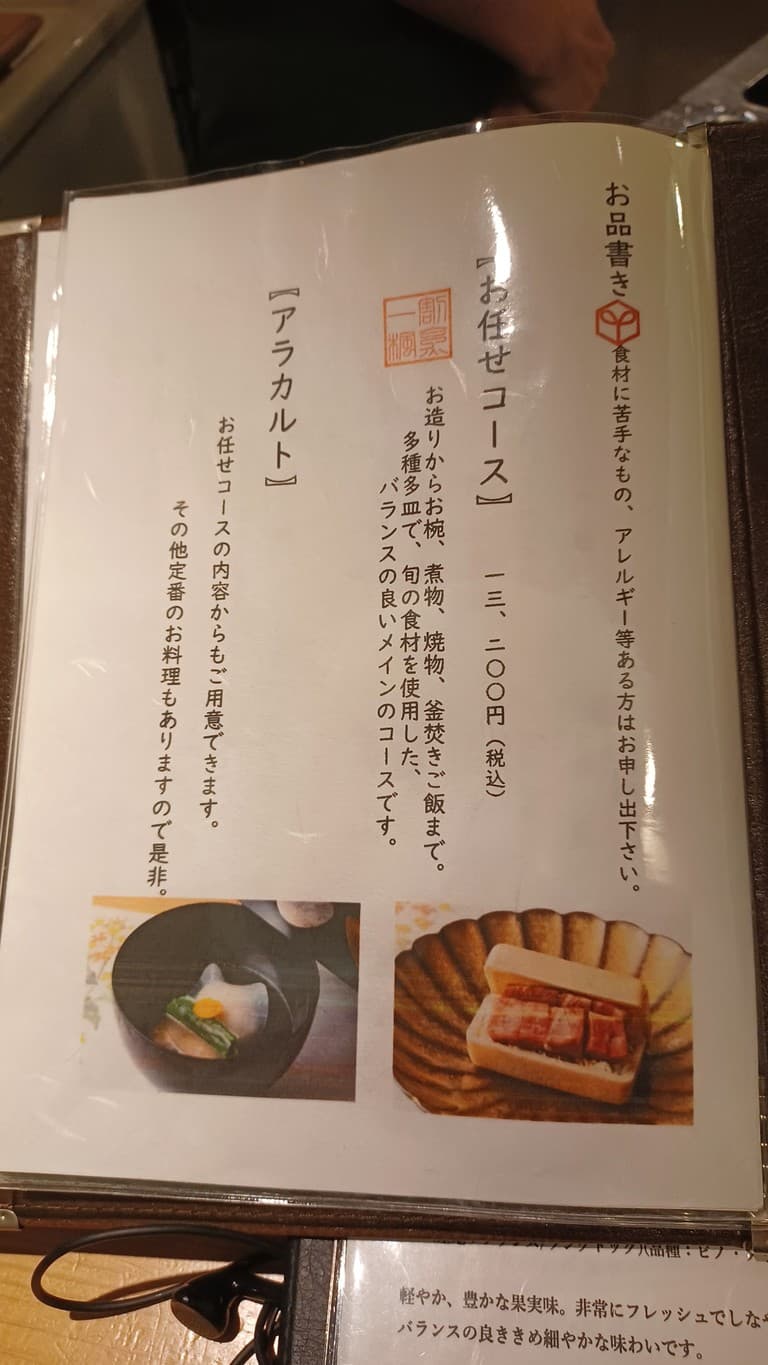 お品書き
食材に苦手なもの、アレルギー等ある方はお申し出下さい。
【お任せコース】 一三、二〇〇円(税込)
割烹
一楓
お造りからお椀、煮物、焼物、釜焚きご飯まで。
多種多皿で、旬の食材を使用した、
バランスの良いメインのコースです。
【アラカルト】
お任せコースの内容からもご用意できます。
その他定番のお料理もありますので是非。
品種:ピノ・
軽やか、豊かな果実味。非常にフレッシュでしな
バランスの良ききめ細やかな味わいです。